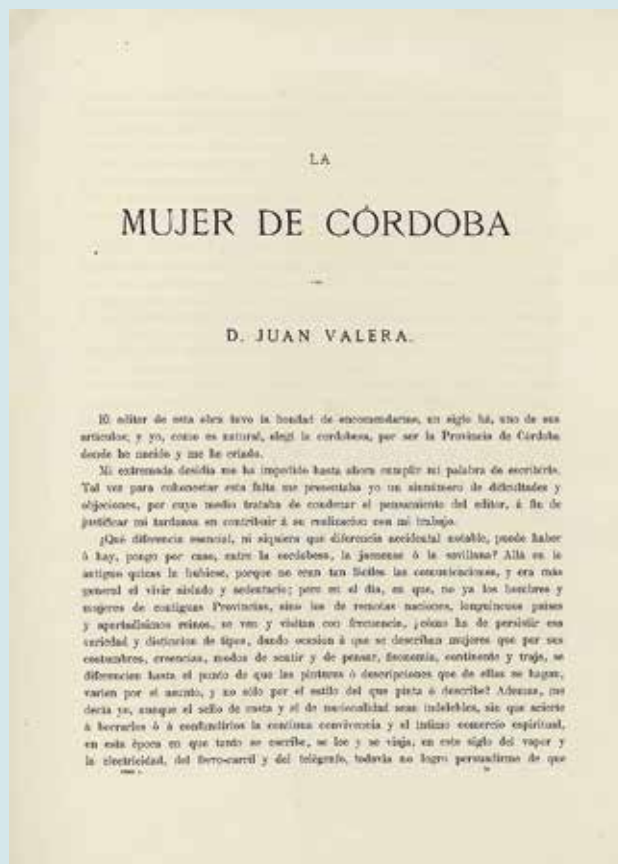 LA
MUJER DE CÓRDOBA
D. JUAN VALERA.
El editor de esta obra tuvo la bondad de encomendarme, un siglo há, uno de sus
artículos; y yo, como es natural, elegí la cordobesa, por ser la Provincia de Córdoba
donde he nacido y me he criado.
Mi extremada desidia me ha impedido hasta ahora cumplir mi palabra de escribirle.
Tal vez para cohonestar esta falta me presentaba yo un sinnúmero de dificultades y
objeciones, por cuyo medio trataba de condenar el pensamiento del editor, á fin de
justificar mi tardanza en contribuir á su realizacion con mi trabajo.
¿Qué diferencia esencial, ni siquiera que diferencia accidental notable, puede haber
ó hay, pongo por caso, entre la cordobesa, la jaenesa ó la sevillana? Allá en lo
antiguo quizas la hubiese, porque no eran tan fáciles las comunicaciones, y era más
general el vivir aislado y sedentario; pero en el dia, en que, no ya los hombres y
mujeres de contiguas Provincias, sino los de remotas naciones, longincuos paises
y apartadísimos reinos, se ven y visitan con frecuencia, ¿cómo ha de persistir esa
variedad y distincion de tipos, dando ocasion á que se describan mujeres que por sus
costumbres, creencias, modos de sentir y de pensar, fisonomía, continente y traje, se
diferencien hasta el punto de que las pinturas ó descripciones que de ellas se hagan,
varien por el asunto, y no sólo por el estilo del que pinta ó describe? Ademas, me
decia yo, aunque el sello de casta y el de nacionalidad sean indelebles, sin que acierte
á borrarlos ó á confundirlos la continua convivencia y el íntimo comercio espiritual,
en esta época en que tanto se escribe, se lee y se viaja, en este siglo del vapor y
la electricidad, del ferro-carril y del telégrafo, todavía no logro persuadirme de que